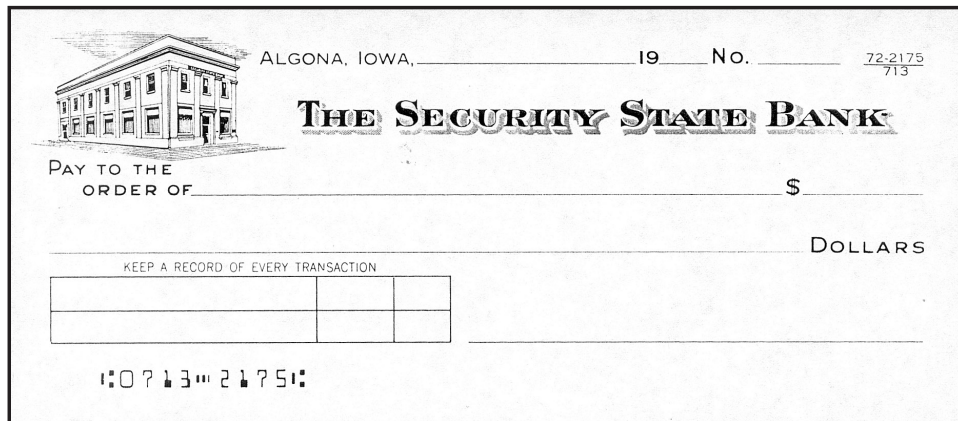 ALGONA, IOWA, 19 NO. 72-2175
713
THE SECURITY STATE BANK
PAY TO THE
ORDER OF $
DOLLARS
KEEP A RECORD OF EVERY TRANSACTION
⑆0713⑉2175⑆